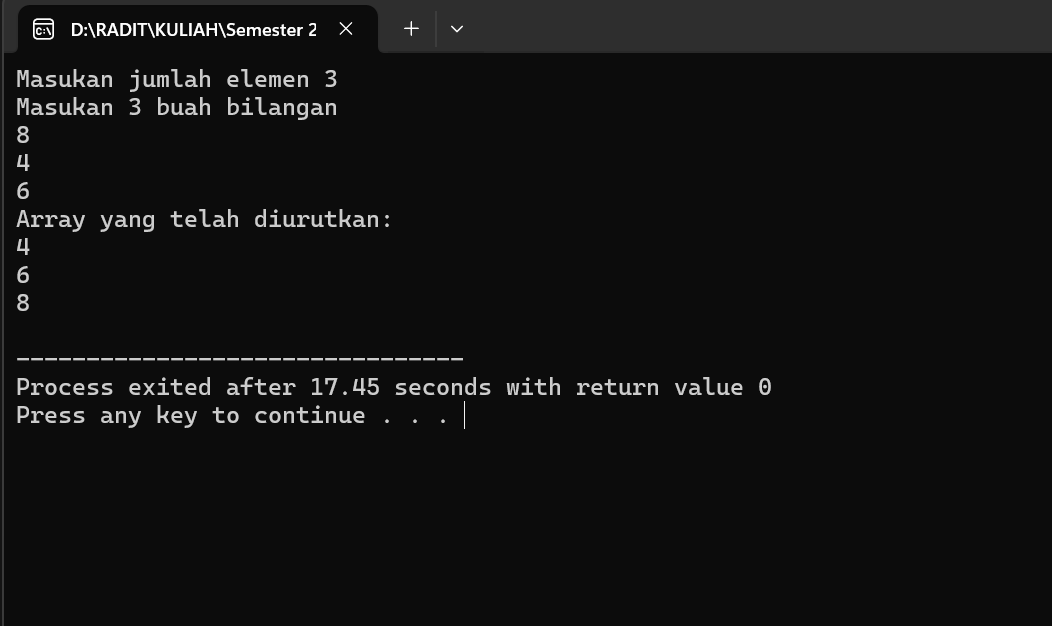 D:\RADIT\KULIAH\Semester 2
Masukan jumlah elemen 3
Masukan 3 buah bilangan
8
4
6
Array yang telah diurutkan:
4
6
8
--------------------------------
Process exited after 17.45 seconds with return value 0
Press any key to continue . . .